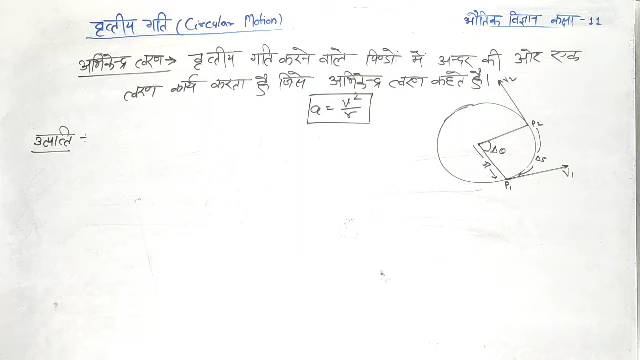 वृत्तीय गति (Circular Motion)
भौतिक विज्ञान कक्षा - 11
अभिकेन्द्र त्वरण → वृत्तीय गति करने वाले पिण्डों में अन्दर की ओर एक
त्वरण कार्य करता है जिसे अभिकेन्द्र त्वरण कहते है।
a = v²/r
उत्पत्ति :-
V2
P2
Δθ
ΔS
r
P1
V1